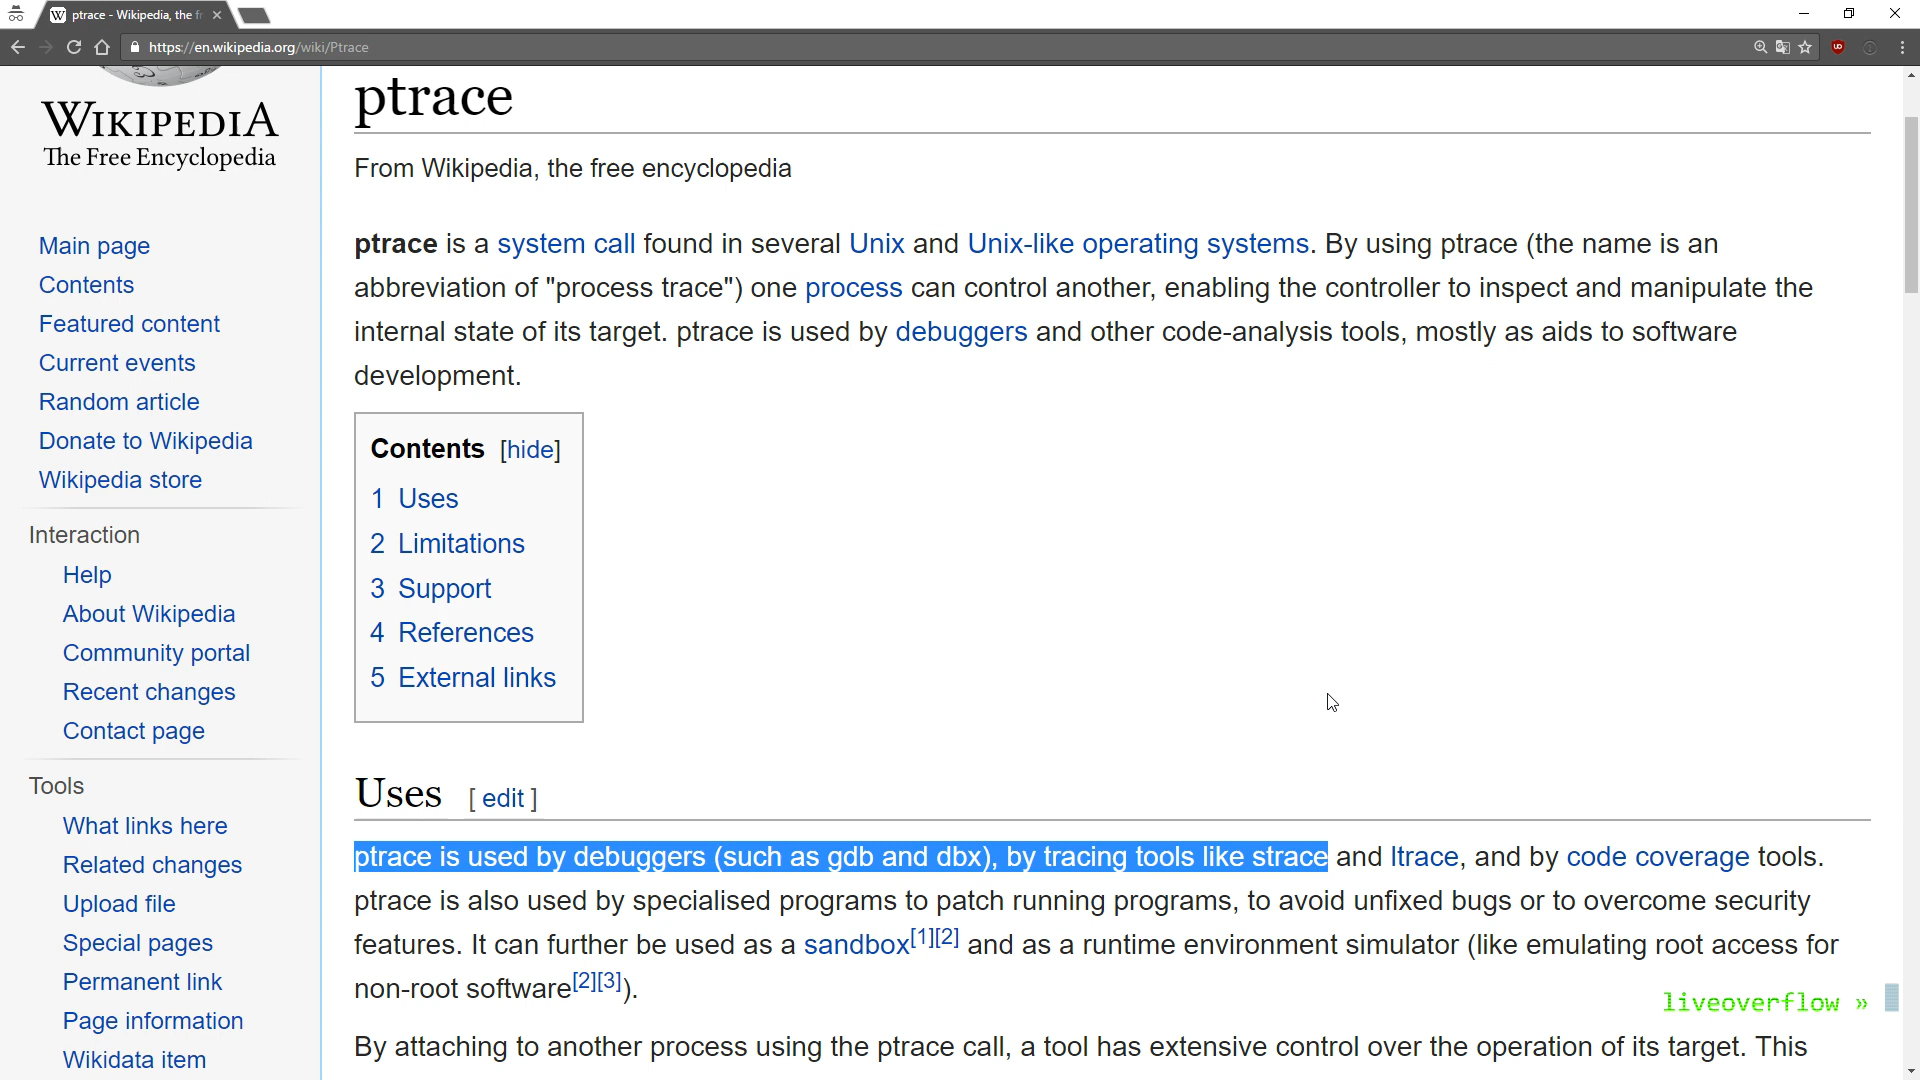 ptrace - Wikipedia, the fr
https://en.wikipedia.org/wiki/Ptrace
WIKIPEDIA
The Free Encyclopedia
Main page
Contents
Featured content
Current events
Random article
Donate to Wikipedia
Wikipedia store
Interaction
Help
About Wikipedia
Community portal
Recent changes
Contact page
Tools
What links here
Related changes
Upload file
Special pages
Permanent link
Page information
Wikidata item
ptrace
From Wikipedia, the free encyclopedia
ptrace is a system call found in several Unix and Unix-like operating systems. By using ptrace (the name is an
abbreviation of "process trace") one process can control another, enabling the controller to inspect and manipulate the
internal state of its target. ptrace is used by debuggers and other code-analysis tools, mostly as aids to software
development.
Contents [hide]
1 Uses
2 Limitations
3 Support
4 References
5 External links
Uses [ edit ]
ptrace is used by debuggers (such as gdb and dbx), by tracing tools like strace and ltrace, and by code coverage tools.
ptrace is also used by specialised programs to patch running programs, to avoid unfixed bugs or to overcome security
features. It can further be used as a sandbox[1][2] and as a runtime environment simulator (like emulating root access for
non-root software[2][3]).
liveoverflow »
By attaching to another process using the ptrace call, a tool has extensive control over the operation of its target. This